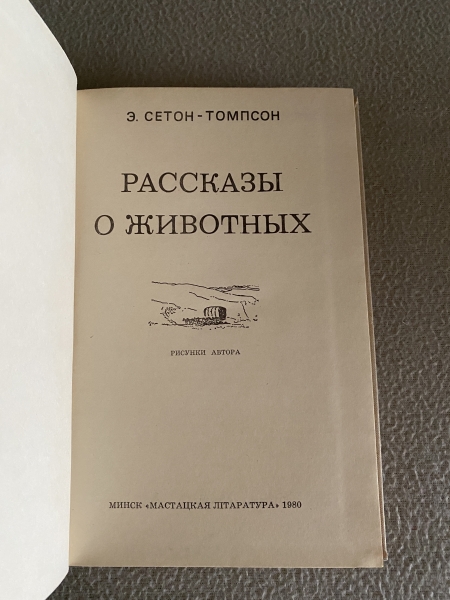 Э. СЕТОН-ТОМПСОН
РАССКАЗЫ
О ЖИВОТНЫХ
РИСУНКИ АВТОРА
МИНСК «МАСТАЦКАЯ ЛІТАРАТУРА» 1980